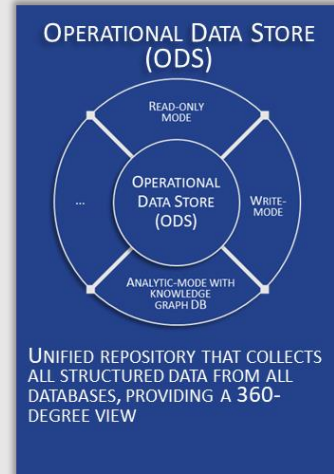 OPERATIONAL DATA STORE
(ODS)
READ-ONLY
MODE
...
OPERATIONAL
DATA STORE
(ODS)
WRITE-
MODE
ANALYTIC-MODE WITH
KNOWLEDGE
GRAPH DB
UNIFIED REPOSITORY THAT COLLECTS
ALL STRUCTURED DATA FROM ALL
DATABASES, PROVIDING A 360-
DEGREE VIEW